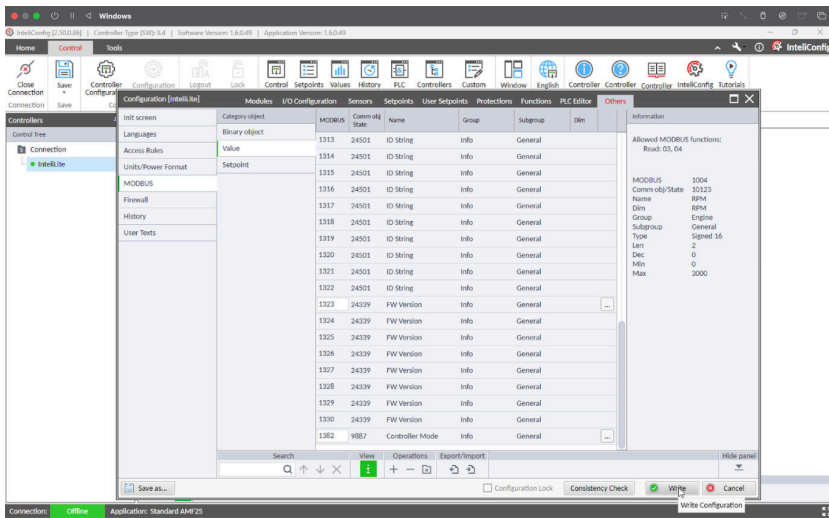 Windows
InteliConfig [2.50.0.86] | Controller Type (SW): IL4 | Software Version: 1.6.0.49 | Application Version: 1.6.0.49
Home Control Tools
InteliConfig
Close Connection Save Controller Configuration Configuration Logout Lock Control Setpoints Values History PLC Controllers Custom Window English Controller Controller Controller InteliConfig Tutorials
Connection Save
Configuration [InteliLite]
Modules I/O Configuration Sensors Setpoints User Setpoints Protections Functions PLC Editor Others
Controllers
Control Tree
Connection
InteliLite
Init screen
Languages
Access Rules
Units/Power Format
MODBUS
Firewall
History
User Texts
Category object
Binary object
Value
Setpoint
MODBUS Comm obj State Name Group Subgroup Dim
1313 24501 ID String Info General
1314 24501 ID String Info General
1315 24501 ID String Info General
1316 24501 ID String Info General
1317 24501 ID String Info General
1318 24501 ID String Info General
1319 24501 ID String Info General
1320 24501 ID String Info General
1321 24501 ID String Info General
1322 24501 ID String Info General
1323 24339 FW Version Info General ...
1324 24339 FW Version Info General
1325 24339 FW Version Info General
1326 24339 FW Version Info General
1327 24339 FW Version Info General
1328 24339 FW Version Info General
1329 24339 FW Version Info General
1330 24339 FW Version Info General
1382 9887 Controller Mode Info General ...
Information
Allowed MODBUS functions:
Read: 03, 04
MODBUS 1004
Comm obj/State 10123
Name RPM
Dim RPM
Group Engine
Subgroup General
Type Signed 16
Len 2
Dec 0
Min 0
Max 3000
Search View Operations Export/Import Hide panel
Save as... Configuration Lock Consistency Check Write Cancel
Write Configuration
Connection: Offline Application: Standard AMF25